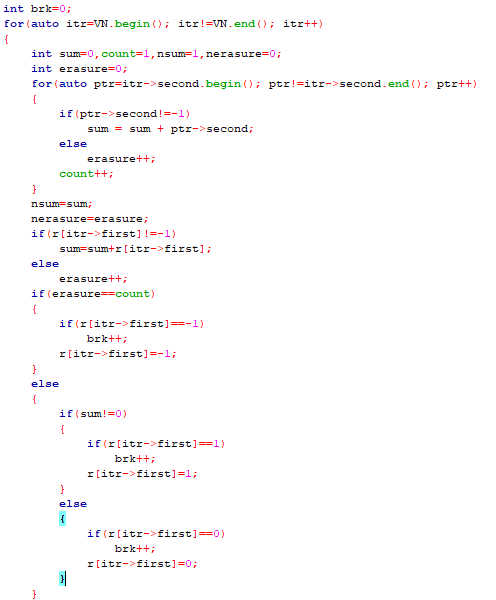 int brk=0;
for(auto itr=VN.begin(); itr!=VN.end(); itr++)
{
    int sum=0,count=1,nsum=1,nerasure=0;
    int erasure=0;
    for(auto ptr=itr->second.begin(); ptr!=itr->second.end(); ptr++)
    {
        if(ptr->second!=-1)
            sum = sum + ptr->second;
        else
            erasure++;
        count++;
    }
    nsum=sum;
    nerasure=erasure;
    if(r[itr->first]!=-1)
        sum=sum+r[itr->first];
    else
        erasure++;
    if(erasure==count)
    {
        if(r[itr->first]==-1)
            brk++;
        r[itr->first]=-1;
    }
    else
    {
        if(sum!=0)
        {
            if(r[itr->first]==1)
                brk++;
            r[itr->first]=1;
        }
        else
        {
            if(r[itr->first]==0)
                brk++;
            r[itr->first]=0;
        }
    }